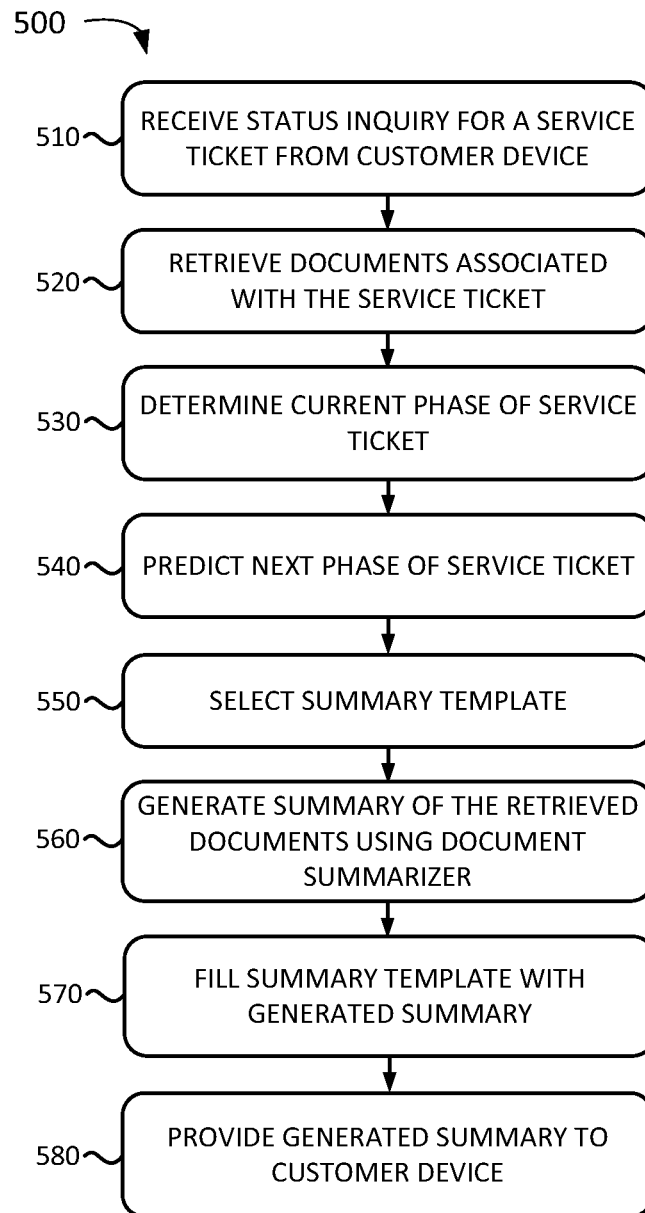 500
510
RECEIVE STATUS INQUIRY FOR A SERVICE
TICKET FROM CUSTOMER DEVICE
520
RETRIEVE DOCUMENTS ASSOCIATED
WITH THE SERVICE TICKET
530
DETERMINE CURRENT PHASE OF SERVICE
TICKET
540
PREDICT NEXT PHASE OF SERVICE TICKET
550
SELECT SUMMARY TEMPLATE
560
GENERATE SUMMARY OF THE RETRIEVED
DOCUMENTS USING DOCUMENT
SUMMARIZER
570
FILL SUMMARY TEMPLATE WITH
GENERATED SUMMARY
580
PROVIDE GENERATED SUMMARY TO
CUSTOMER DEVICE